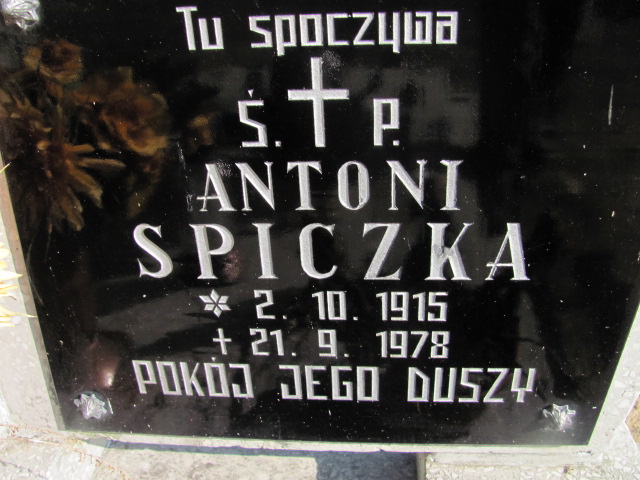 Tu spoczywa
Ś. P.
ANTONI
SPICZKA
* 2. 10. 1915
† 21. 9. 1978
POKÓJ JEGO DUSZY